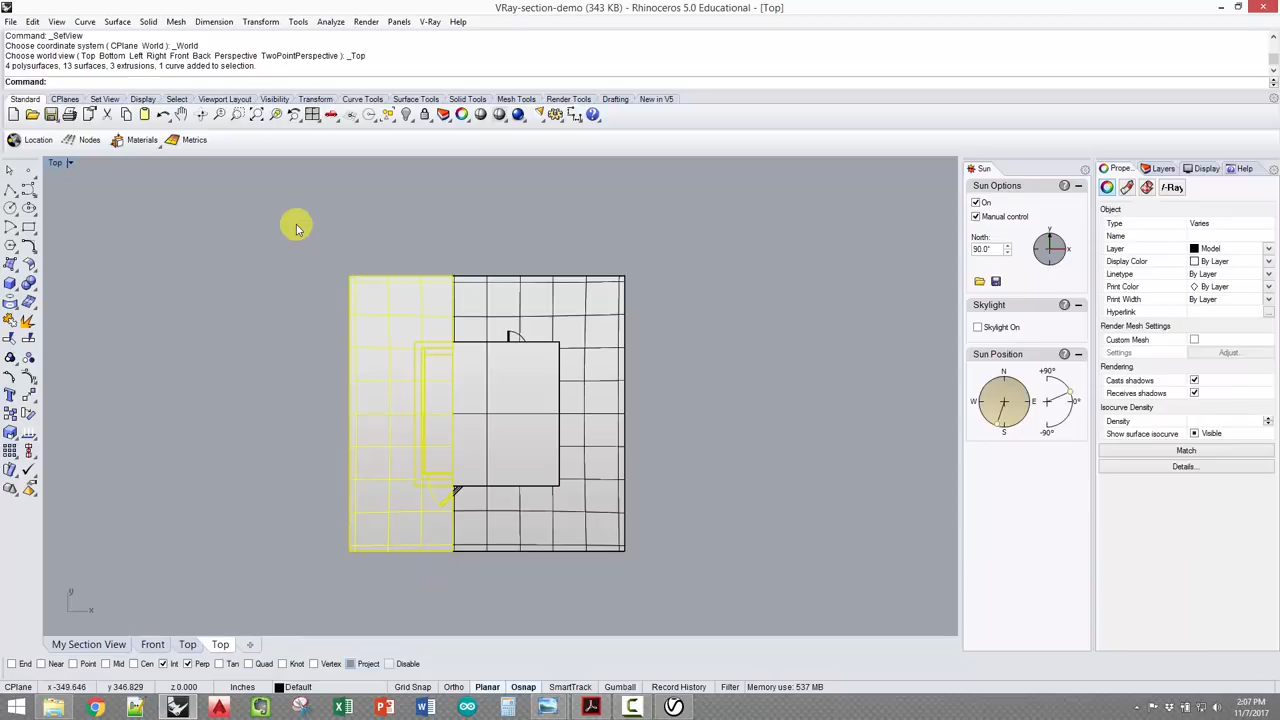 VRay-section-demo (343 KB) - Rhinoceros 5.0 Educational - [Top]
File Edit View Curve Surface Solid Mesh Dimension Transform Tools Analyze Render Panels V-Ray Help
Command: _SetView
Choose coordinate system ( CPlane World ): _World
Choose world view ( Top Bottom Left Right Front Back Perspective TwoPointPerspective ): _Top
4 polysurfaces, 13 surfaces, 3 extrusions, 1 curve added to selection.
Command:
Standard CPlanes Set View Display Select Viewport Layout Visibility Transform Curve Tools Surface Tools Solid Tools Mesh Tools Render Tools Drafting New in V5
Location Nodes Materials Metrics
Top
Sun
Sun Options
On
Manual control
North:
90.0°
y
x
Skylight
Skylight On
Sun Position
N
W E
S
+90°
0°
-90°
Prope... Layers Display Help
Object
Type Varies
Name
Layer Model
Display Color By Layer
Linetype By Layer
Print Color By Layer
Print Width By Layer
Hyperlink
Render Mesh Settings
Custom Mesh
Settings Adjust...
Rendering
Casts shadows
Receives shadows
Isocurve Density
Density
Show surface isocurve Visible
Match
Details...
y
x
My Section View Front Top Top
End Near Point Mid Cen Int Perp Tan Quad Knot Vertex Project Disable
CPlane x -349.646 y 346.829 z 0.000 Inches Default Grid Snap Ortho Planar Osnap SmartTrack Gumball Record History Filter Memory use: 537 MB
2:07 PM
11/7/2017